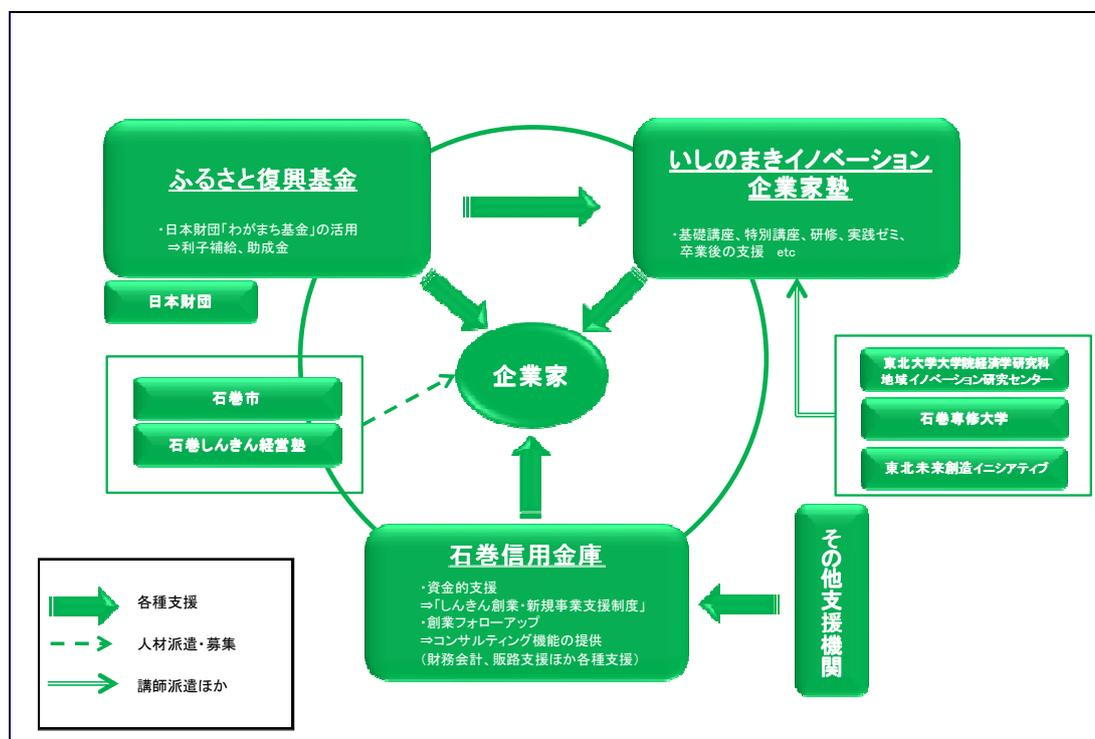 ふるさと復興基金
・日本財団「わがまち基金」の活用
⇒利子補給、助成金
日本財団
いしのまきイノベーション
企業家塾
・基礎講座、特別講座、研修、実践ゼミ、
卒業後の支援　etc
企業家
石巻市
石巻しんきん経営塾
東北大学大学院経済学研究科
地域イノベーション研究センター
石巻専修大学
東北未来創造イニシアティブ
石巻信用金庫
・資金的支援
⇒「しんきん創業・新規事業支援制度」
・創業フォローアップ
⇒コンサルティング機能の提供
（財務会計、販路支援ほか各種支援）
その他支援機関
各種支援
人材派遣・募集
講師派遣ほか